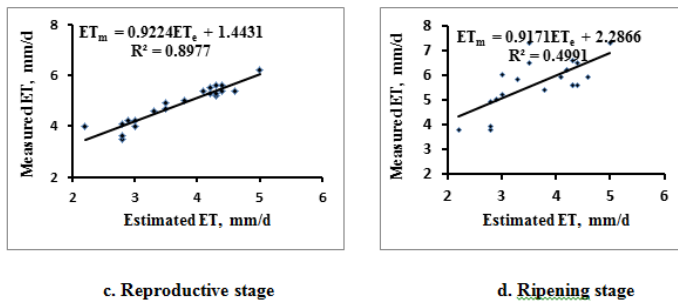 ETm = 0.9224ETe + 1.4431
R² = 0.8977
8
6
4
2
2
3
4
5
6
Measured ET, mm/d
Estimated ET, mm/d
c. Reproductive stage
ETm = 0.9171ETe + 2.2866
R² = 0.4991
8
7
6
5
4
3
2
2
3
4
5
6
Measured ET, mm/d
Estimated ET, mm/d
d. Ripening stage